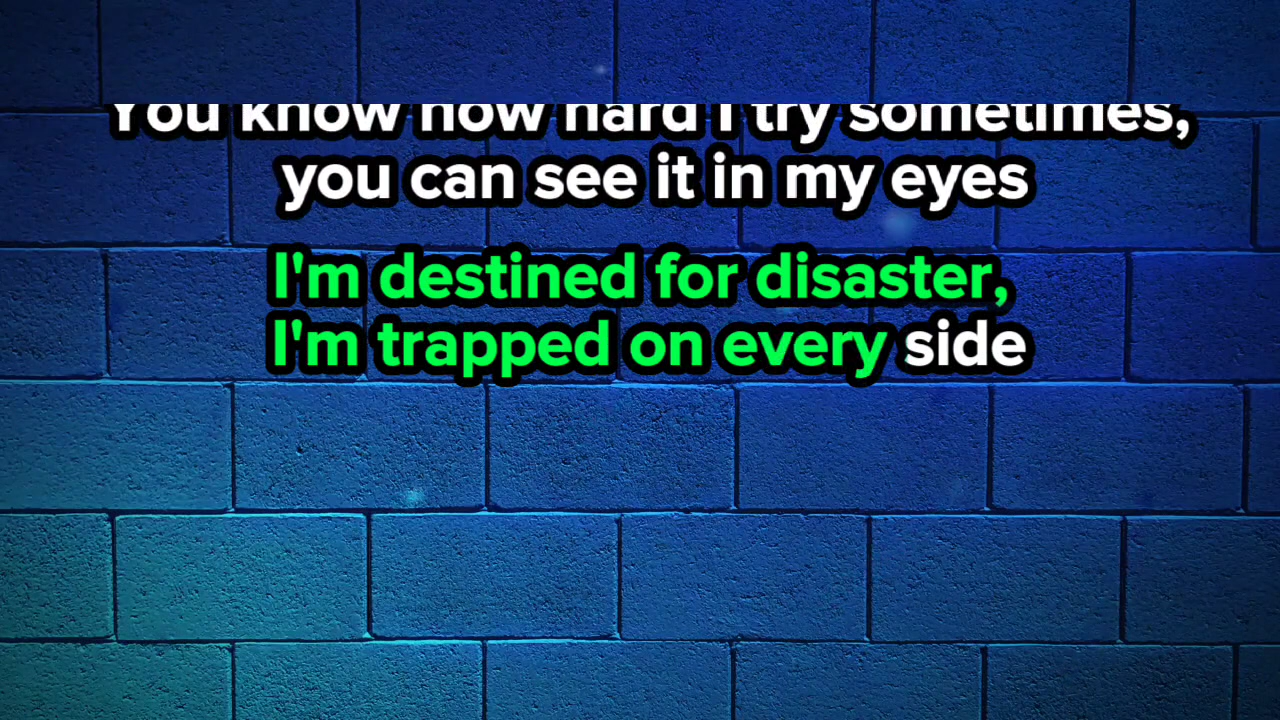 You know how hard I try sometimes,
you can see it in my eyes
I'm destined for disaster,
I'm trapped on every side